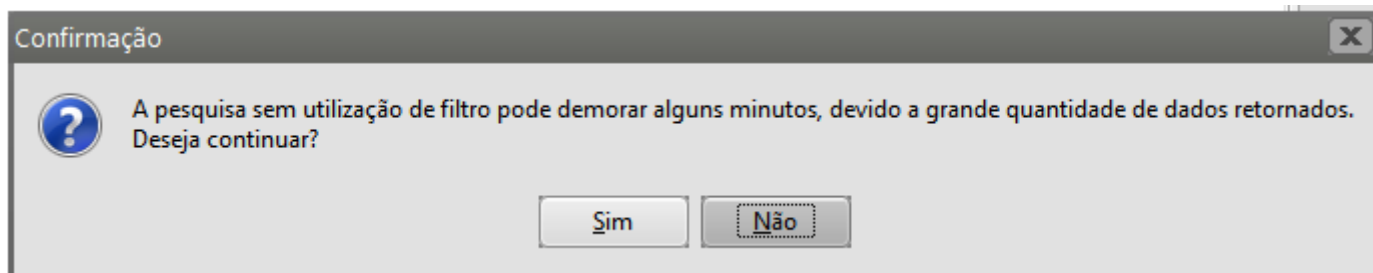 Confirmação
A pesquisa sem utilização de filtro pode demorar alguns minutos, devido a grande quantidade de dados retornados.
Deseja continuar?
Sim
Não